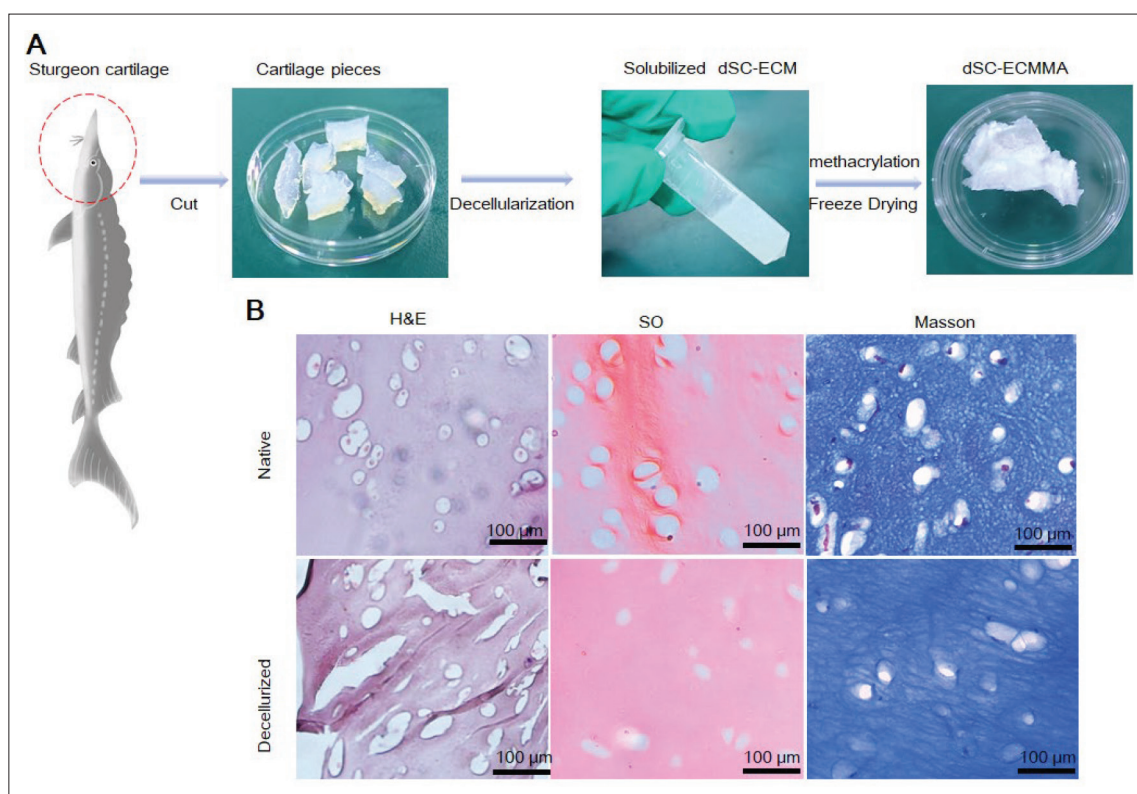 A
Sturgeon cartilage
Cartilage pieces
Solubilized dSC-ECM
dSC-ECMMA
Cut
Decellularization
methacrylation
Freeze Drying
B
H&E
SO
Masson
Native
100 µm
100 µm
100 µm
Decellurized
100 µm
100 µm
100 µm